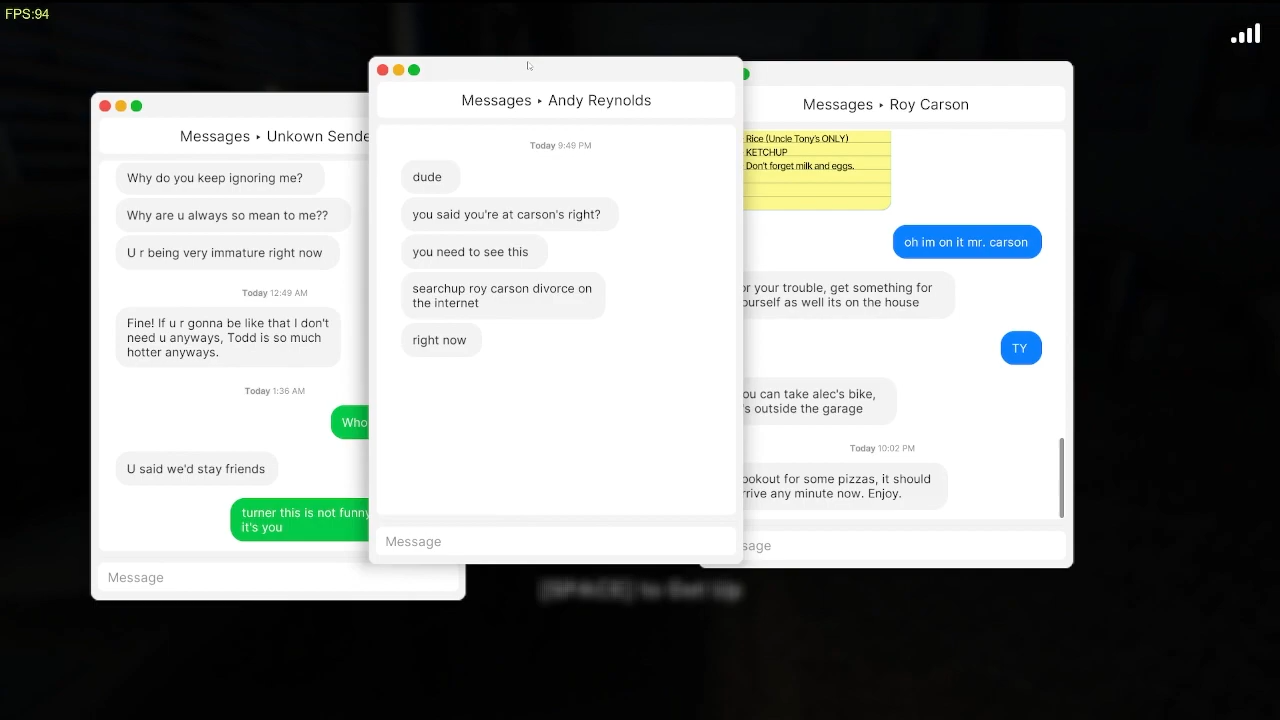 FPS:94
Messages ▸ Unkown Sende
Why do you keep ignoring me?
Why are u always so mean to me??
U r being very immature right now
Today 12:49 AM
Fine! If u r gonna be like that I don't
need u anyways, Todd is so much
hotter anyways.
Today 1:36 AM
Who
U said we'd stay friends
turner this is not funny
it's you
Message
Messages ▸ Andy Reynolds
Today 9:49 PM
dude
you said you're at carson's right?
you need to see this
searchup roy carson divorce on
the internet
right now
Message
Messages ▸ Roy Carson
Rice (Uncle Tony's ONLY)
KETCHUP
Don't forget milk and eggs.
oh im on it mr. carson
or your trouble, get something for
ourself as well its on the house
TY
ou can take alec's bike,
's outside the garage
Today 10:02 PM
ookout for some pizzas, it should
rrive any minute now. Enjoy.
sage
[SPACE] to Get Up